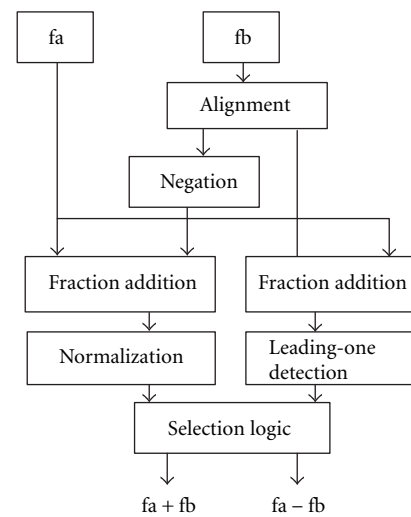 fa
fb
Alignment
Negation
Fraction addition
Fraction addition
Normalization
Leading-one
detection
Selection logic
fa + fb
fa − fb